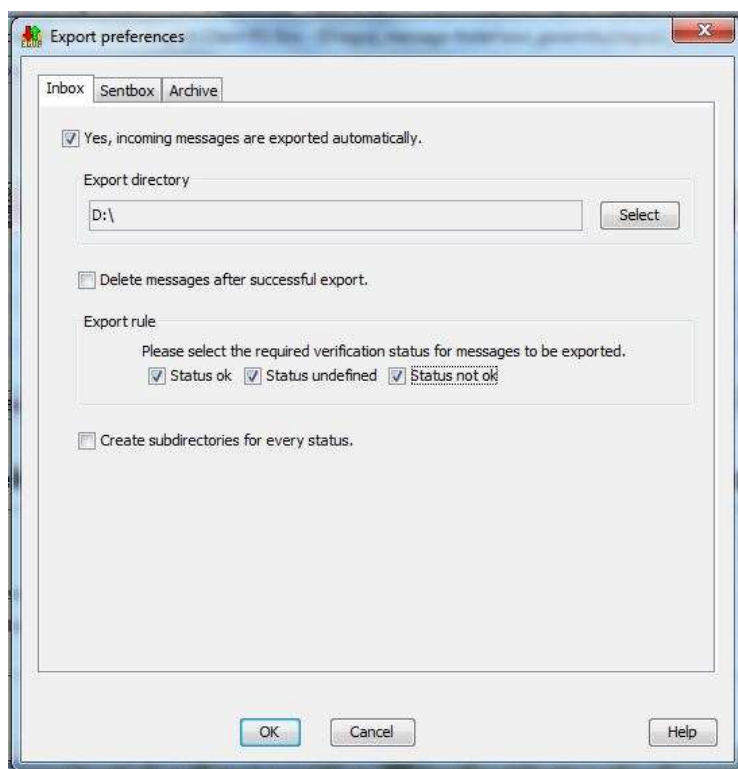 Export preferences
Inbox Sentbox Archive
Yes, incoming messages are exported automatically.
Export directory
D:\ Select
Delete messages after successful export.
Export rule
Please select the required verification status for messages to be exported.
Status ok Status undefined Status not ok
Create subdirectories for every status.
OK Cancel Help